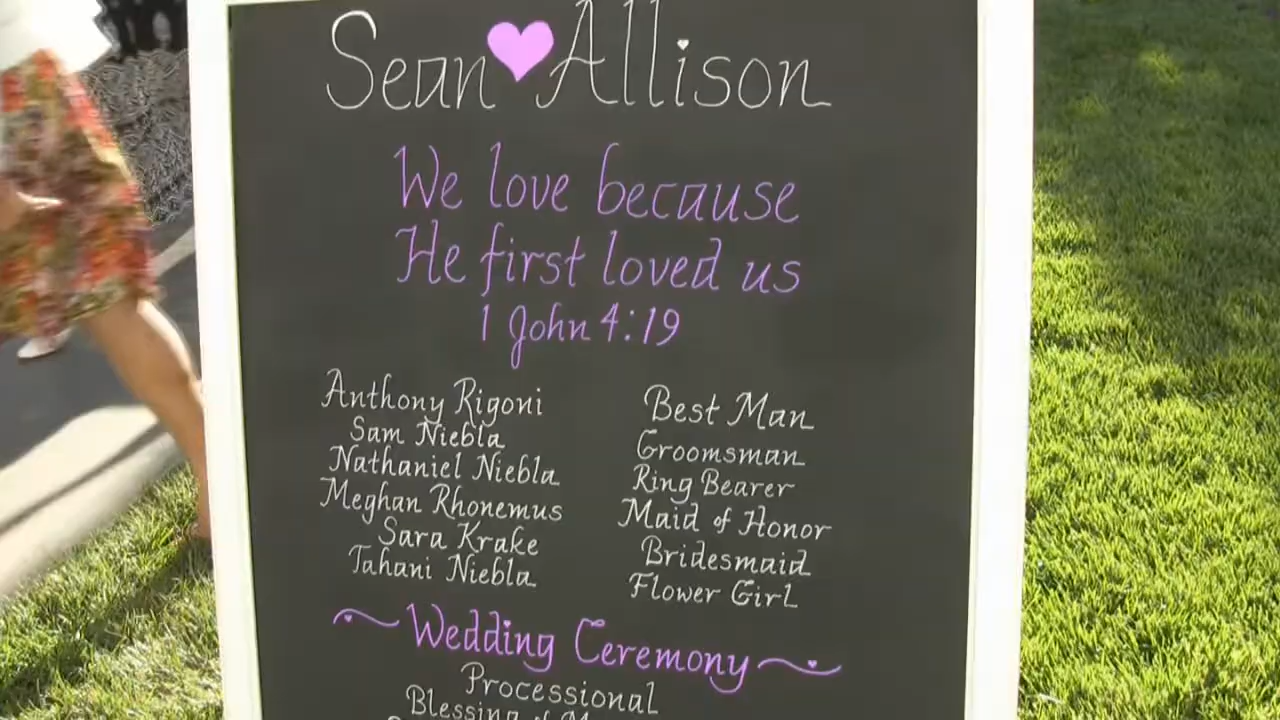 Sean Allison
We love because
He first loved us
1 John 4:19
Anthony Rigoni Best Man
Sam Niebla Groomsman
Nathaniel Niebla Ring Bearer
Meghan Rhonemus Maid of Honor
Sara Krake Bridesmaid
Tahani Niebla Flower Girl
Wedding Ceremony
Processional
Blessing of